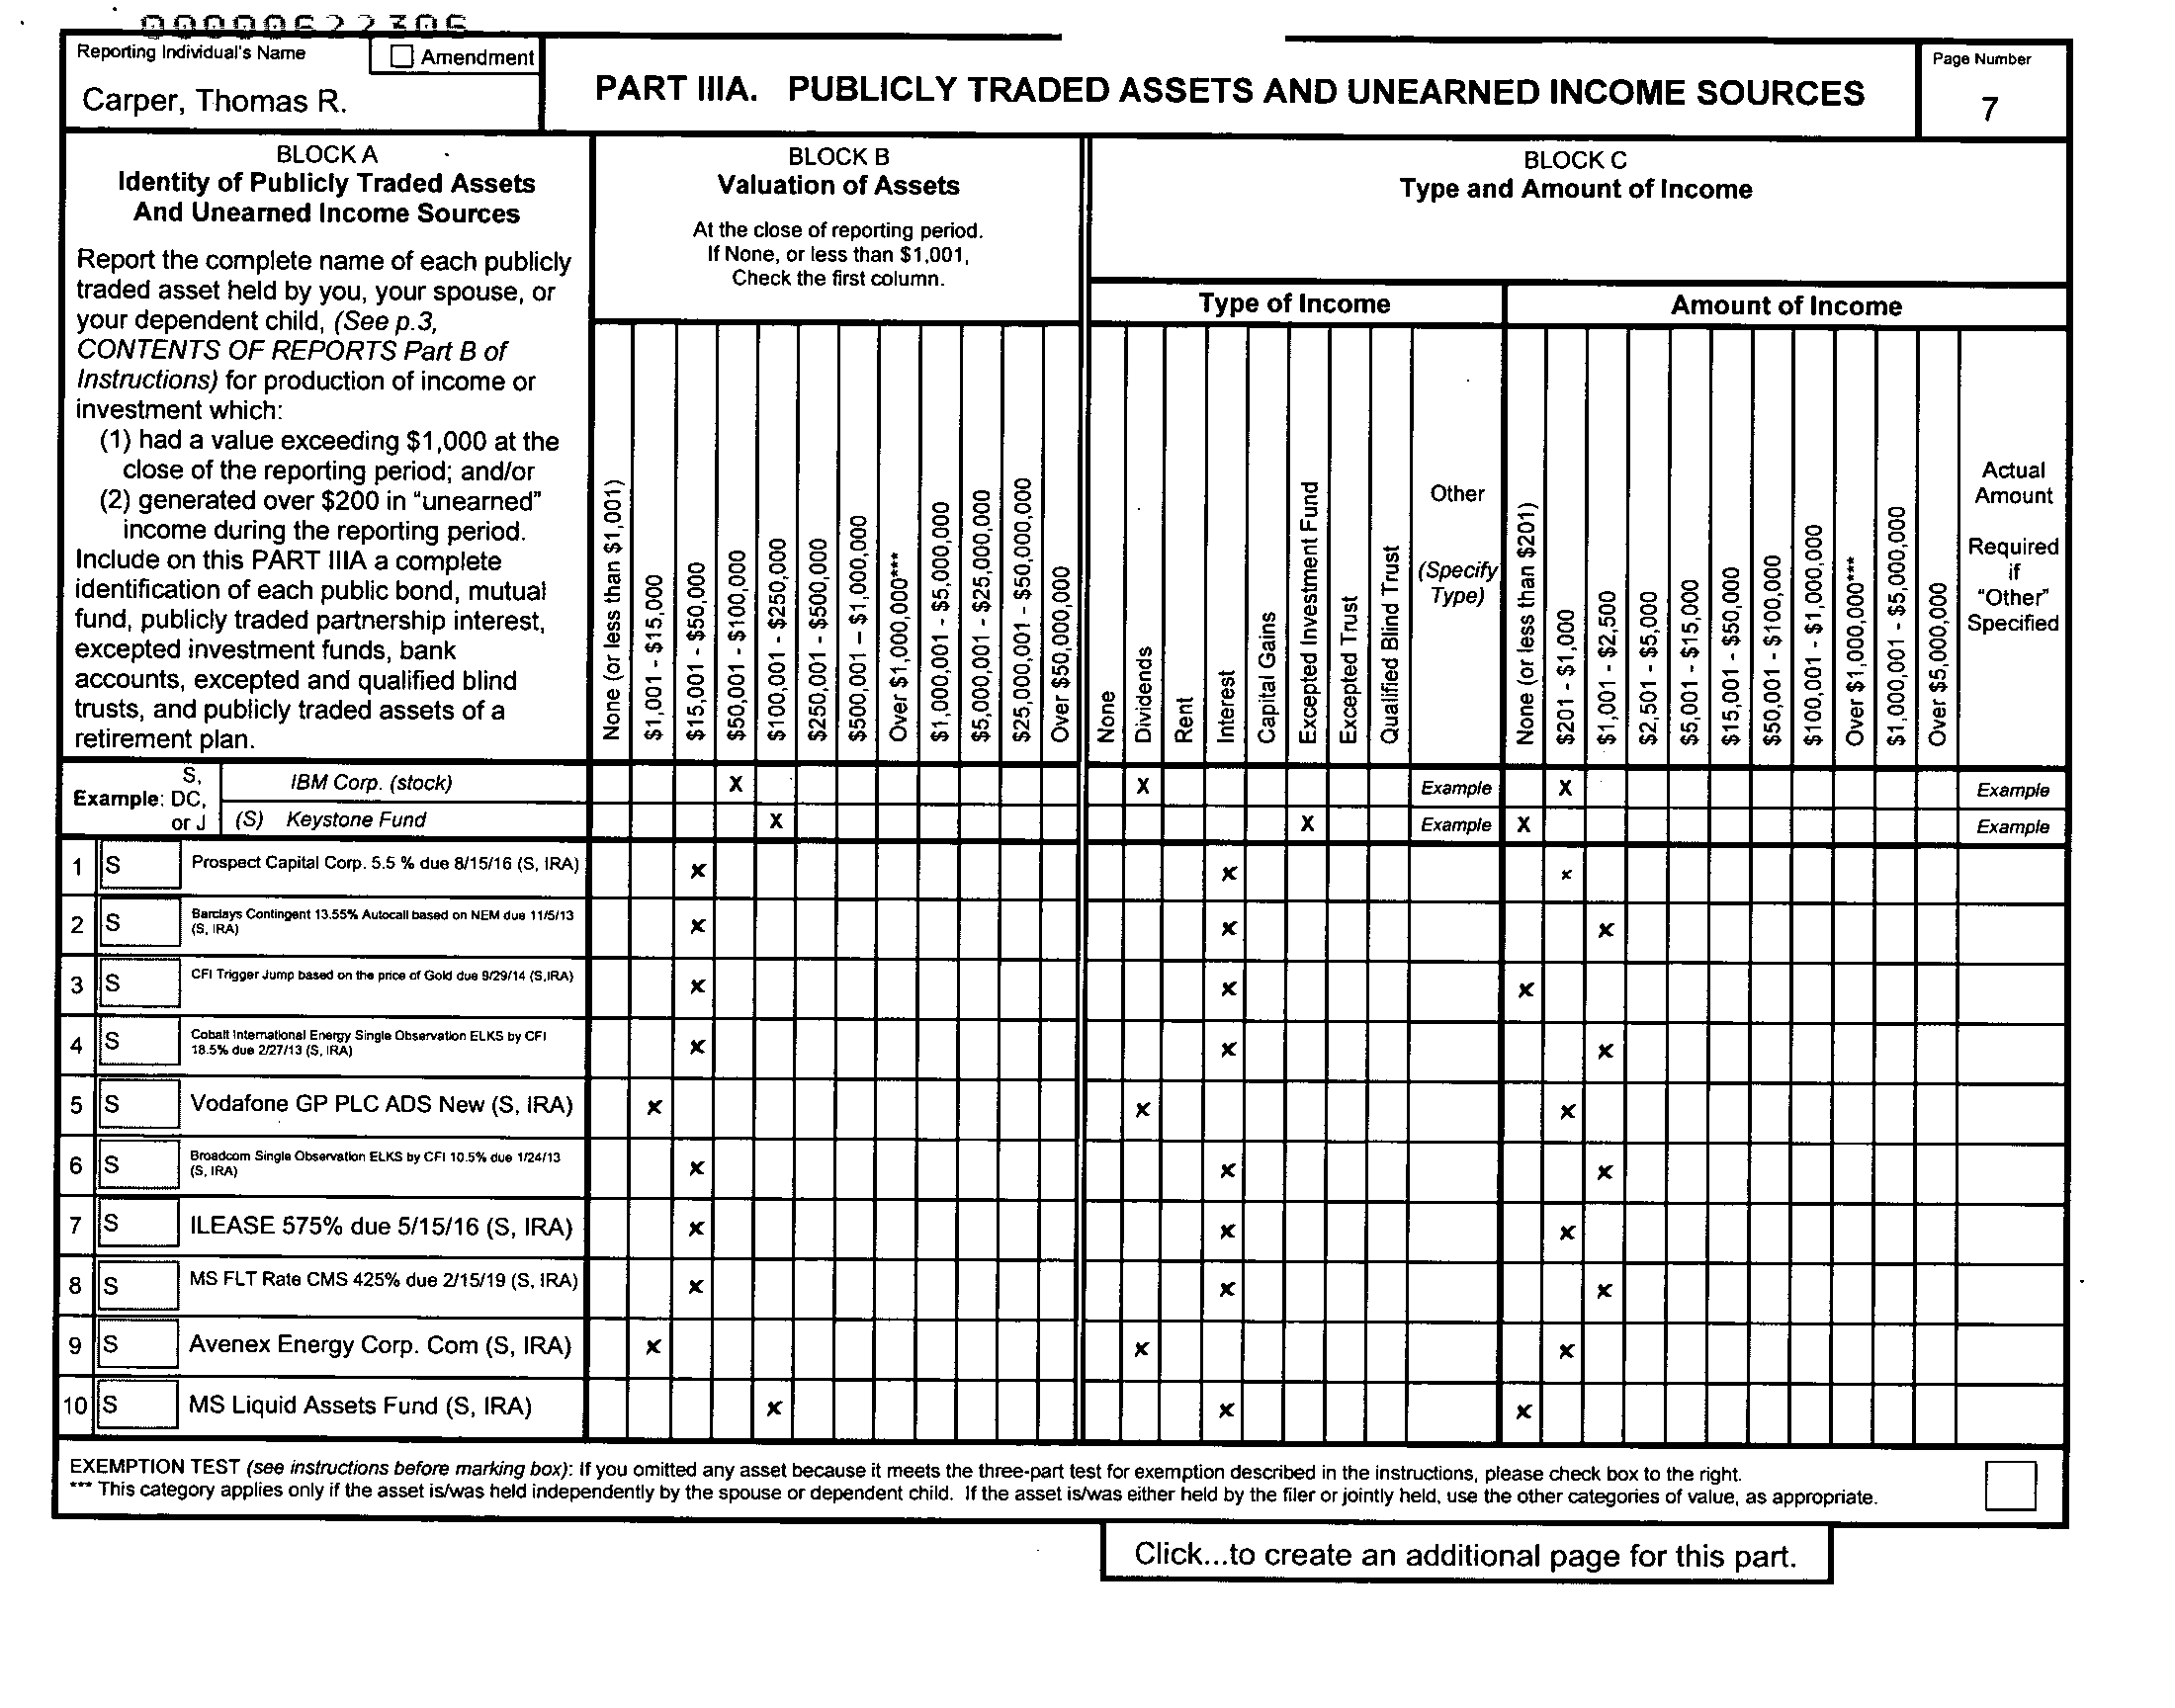 00000622306
Reporting Individual's Name
Amendment
Carper, Thomas R.
PART IIIA. PUBLICLY TRADED ASSETS AND UNEARNED INCOME SOURCES
Page Number
7
BLOCK A
Identity of Publicly Traded Assets
And Unearned Income Sources
Report the complete name of each publicly
traded asset held by you, your spouse, or
your dependent child, (See p.3,
CONTENTS OF REPORTS Part B of
Instructions) for production of income or
investment which:
(1) had a value exceeding $1,000 at the
close of the reporting period; and/or
(2) generated over $200 in "unearned"
income during the reporting period.
Include on this PART IIIA a complete
identification of each public bond, mutual
fund, publicly traded partnership interest,
excepted investment funds, bank
accounts, excepted and qualified blind
trusts, and publicly traded assets of a
retirement plan.
BLOCK B
Valuation of Assets
At the close of reporting period.
If None, or less than $1,001,
Check the first column.
None (or less than $1,001)
$1,001 - $15,000
$15,001 - $50,000
$50,001 - $100,000
$100,001 - $250,000
$250,001 - $500,000
$500,001 – $1,000,000
Over $1,000,000***
$1,000,001 - $5,000,000
$5,000,001 - $25,000,000
$25,000,001 - $50,000,000
Over $50,000,000
BLOCK C
Type and Amount of Income
Type of Income
None
Dividends
Rent
Interest
Capital Gains
Excepted Investment Fund
Excepted Trust
Qualified Blind Trust
Other
(Specify
Type)
Amount of Income
None (or less than $201)
$201 - $1,000
$1,001 - $2,500
$2,501 - $5,000
$5,001 - $15,000
$15,001 - $50,000
$50,001 - $100,000
$100,001 - $1,000,000
Over $1,000,000***
$1,000,001 - $5,000,000
Over $5,000,000
Actual
Amount
Required
if
"Other"
Specified
Example:
S,
DC,
or J
IBM Corp. (stock) X X Example X Example
(S) Keystone Fund X X Example X Example
1 S Prospect Capital Corp. 5.5 % due 8/15/16 (S, IRA) x x x
2 S Barclays Contingent 13.55% Autocall based on NEM due 11/5/13
(S, IRA) x x x
3 S CFI Trigger Jump based on the price of Gold due 9/29/14 (S,IRA) x x x
4 S Cobalt International Energy Single Observation ELKS by CFI
18.5% due 2/27/13 (S, IRA) x x x
5 S Vodafone GP PLC ADS New (S, IRA) x x x
6 S Broadcom Single Observation ELKS by CFI 10.5% due 1/24/13
(S, IRA) x x x
7 S ILEASE 575% due 5/15/16 (S, IRA) x x x
8 S MS FLT Rate CMS 425% due 2/15/19 (S, IRA) x x x
9 S Avenex Energy Corp. Com (S, IRA) x x x
10 S MS Liquid Assets Fund (S, IRA) x x x
EXEMPTION TEST (see instructions before marking box): If you omitted any asset because it meets the three-part test for exemption described in the instructions, please check box to the right.
*** This category applies only if the asset is/was held independently by the spouse or dependent child. If the asset is/was either held by the filer or jointly held, use the other categories of value, as appropriate.
Click...to create an additional page for this part.